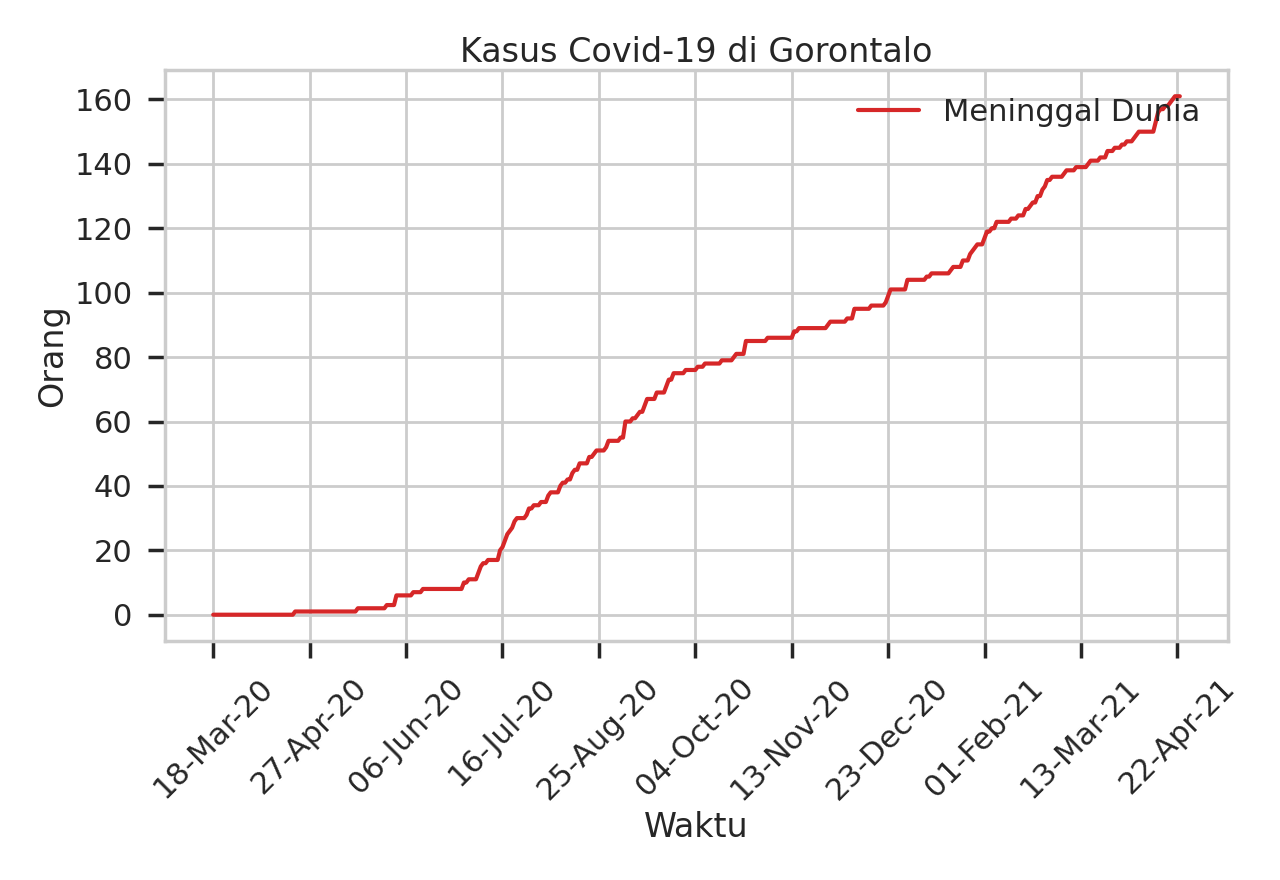 Kasus Covid-19 di Gorontalo
Meninggal Dunia
Orang
160
140
120
100
80
60
40
20
0
18-Mar-20
27-Apr-20
06-Jun-20
16-Jul-20
25-Aug-20
04-Oct-20
13-Nov-20
23-Dec-20
01-Feb-21
13-Mar-21
22-Apr-21
Waktu